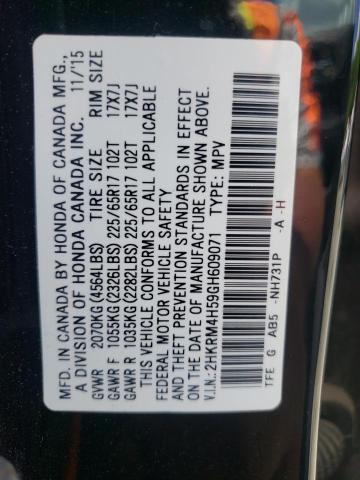 MFD. IN CANADA BY HONDA OF CANADA MFG.,
A DIVISION OF HONDA CANADA INC. 11/15
GVWR 2070KG (4564LBS) TIRE SIZE RIM SIZE
GAWR F 1055KG (2326LBS) 225/65R17 102T 17X7J
GAWR R 1035KG (2282LBS) 225/65R17 102T 17X7J
THIS VEHICLE CONFORMS TO ALL APPLICABLE
FEDERAL MOTOR VEHICLE SAFETY
AND THEFT PREVENTION STANDARDS IN EFFECT
ON THE DATE OF MANUFACTURE SHOWN ABOVE.
V.I.N.: 2HKRM4H59GH609071 TYPE: MPV
TFE G AB5 -NH731P -A -H